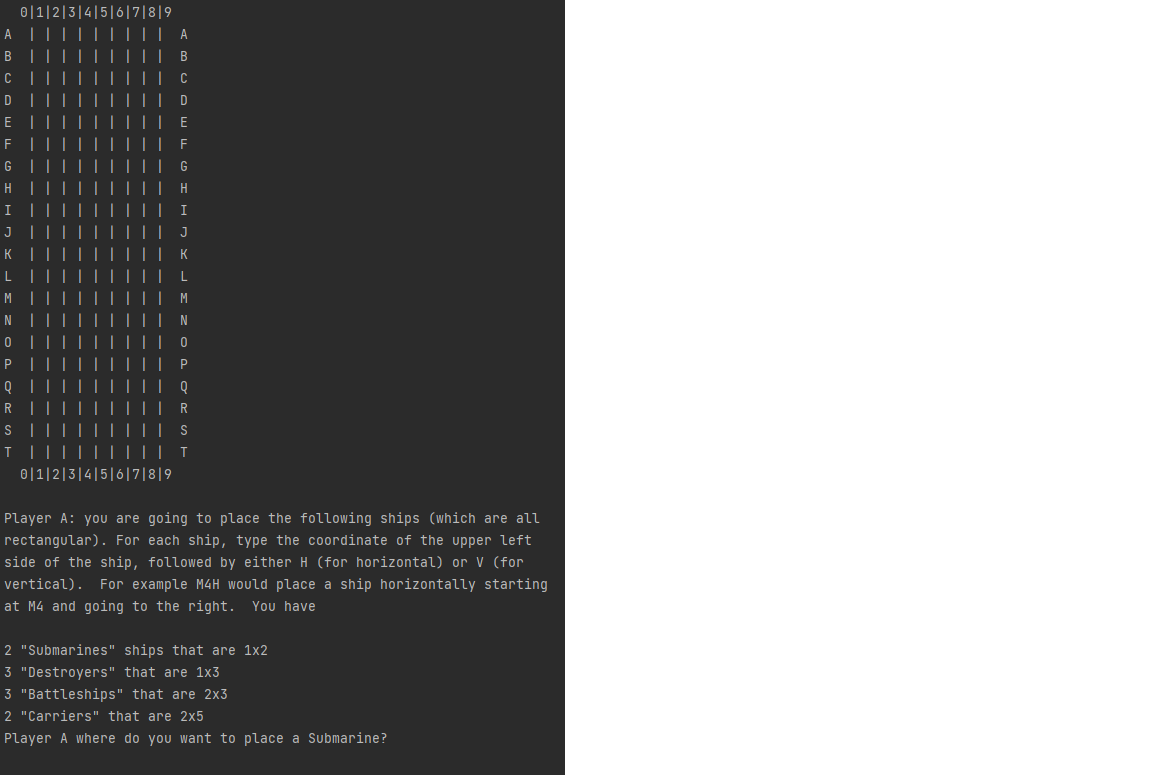 0|1|2|3|4|5|6|7|8|9
A  | | | | | | | | |  A
B  | | | | | | | | |  B
C  | | | | | | | | |  C
D  | | | | | | | | |  D
E  | | | | | | | | |  E
F  | | | | | | | | |  F
G  | | | | | | | | |  G
H  | | | | | | | | |  H
I  | | | | | | | | |  I
J  | | | | | | | | |  J
K  | | | | | | | | |  K
L  | | | | | | | | |  L
M  | | | | | | | | |  M
N  | | | | | | | | |  N
O  | | | | | | | | |  O
P  | | | | | | | | |  P
Q  | | | | | | | | |  Q
R  | | | | | | | | |  R
S  | | | | | | | | |  S
T  | | | | | | | | |  T
  0|1|2|3|4|5|6|7|8|9
Player A: you are going to place the following ships (which are all
rectangular). For each ship, type the coordinate of the upper left
side of the ship, followed by either H (for horizontal) or V (for
vertical).  For example M4H would place a ship horizontally starting
at M4 and going to the right.  You have
2 "Submarines" ships that are 1x2
3 "Destroyers" that are 1x3
3 "Battleships" that are 2x3
2 "Carriers" that are 2x5
Player A where do you want to place a Submarine?